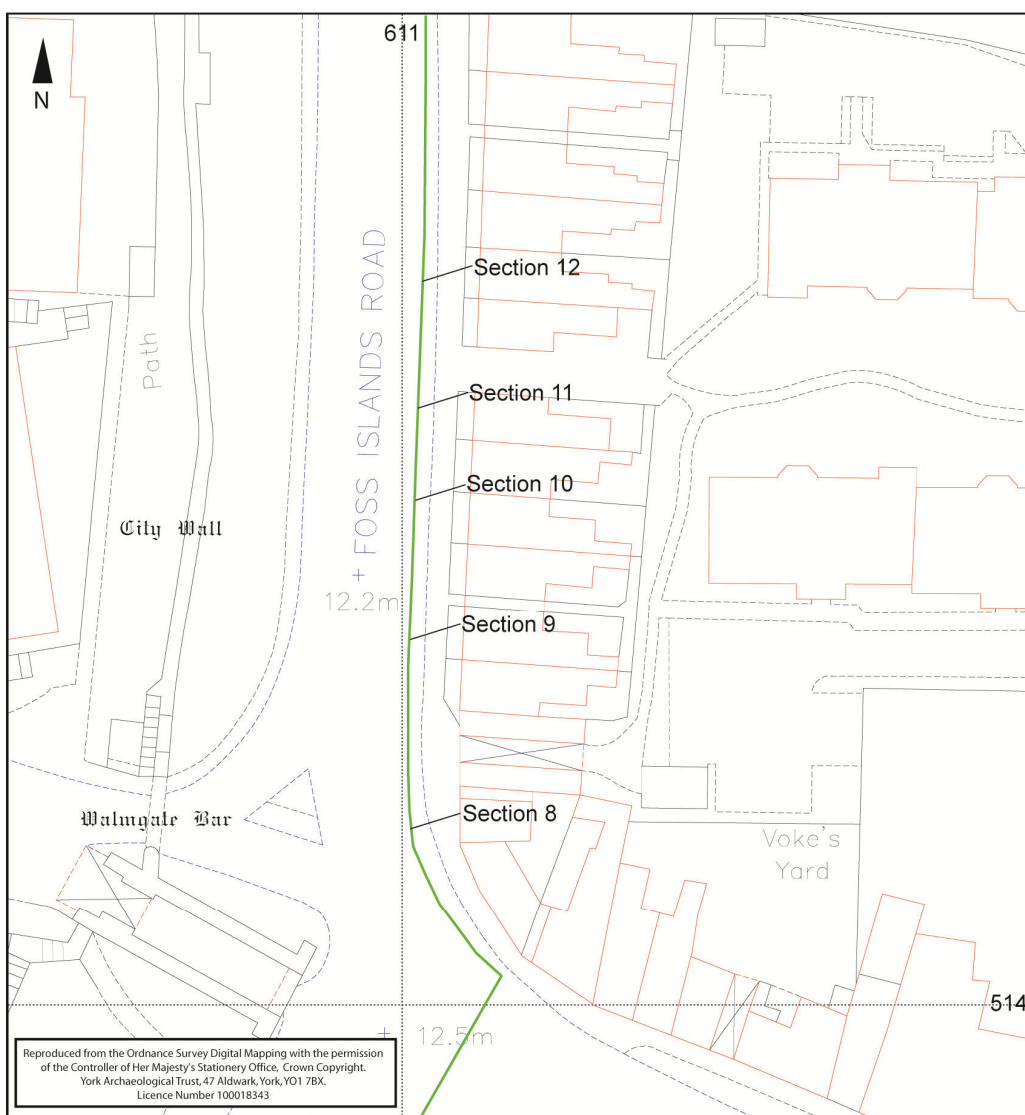 611
N
Section 12
FOSS ISLANDS ROAD
Path
Section 11
Section 10
City Wall
+
12.2m
Section 9
Section 8
Walmgate Bar
Voke's
Yard
514
+ 12.5m
Reproduced from the Ordnance Survey Digital Mapping with the permission
of the Controller of Her Majesty's Stationery Office, Crown Copyright.
York Archaeological Trust, 47 Aldwark, York, YO1 7BX.
Licence Number 100018343